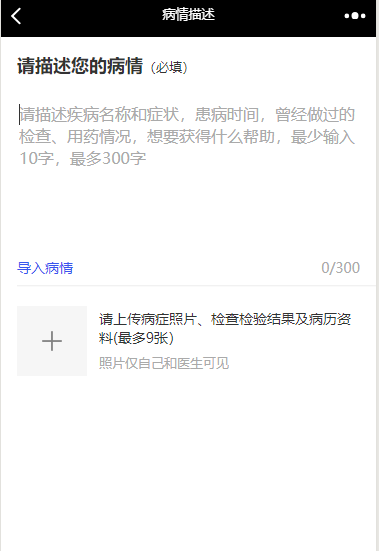 病情描述
请描述您的病情（必填）
请描述疾病名称和症状，患病时间，曾经做过的
检查、用药情况，想要获得什么帮助，最少输入
10字，最多300字
导入病情 0/300
请上传病症照片、检查检验结果及病历资
料(最多9张）
照片仅自己和医生可见